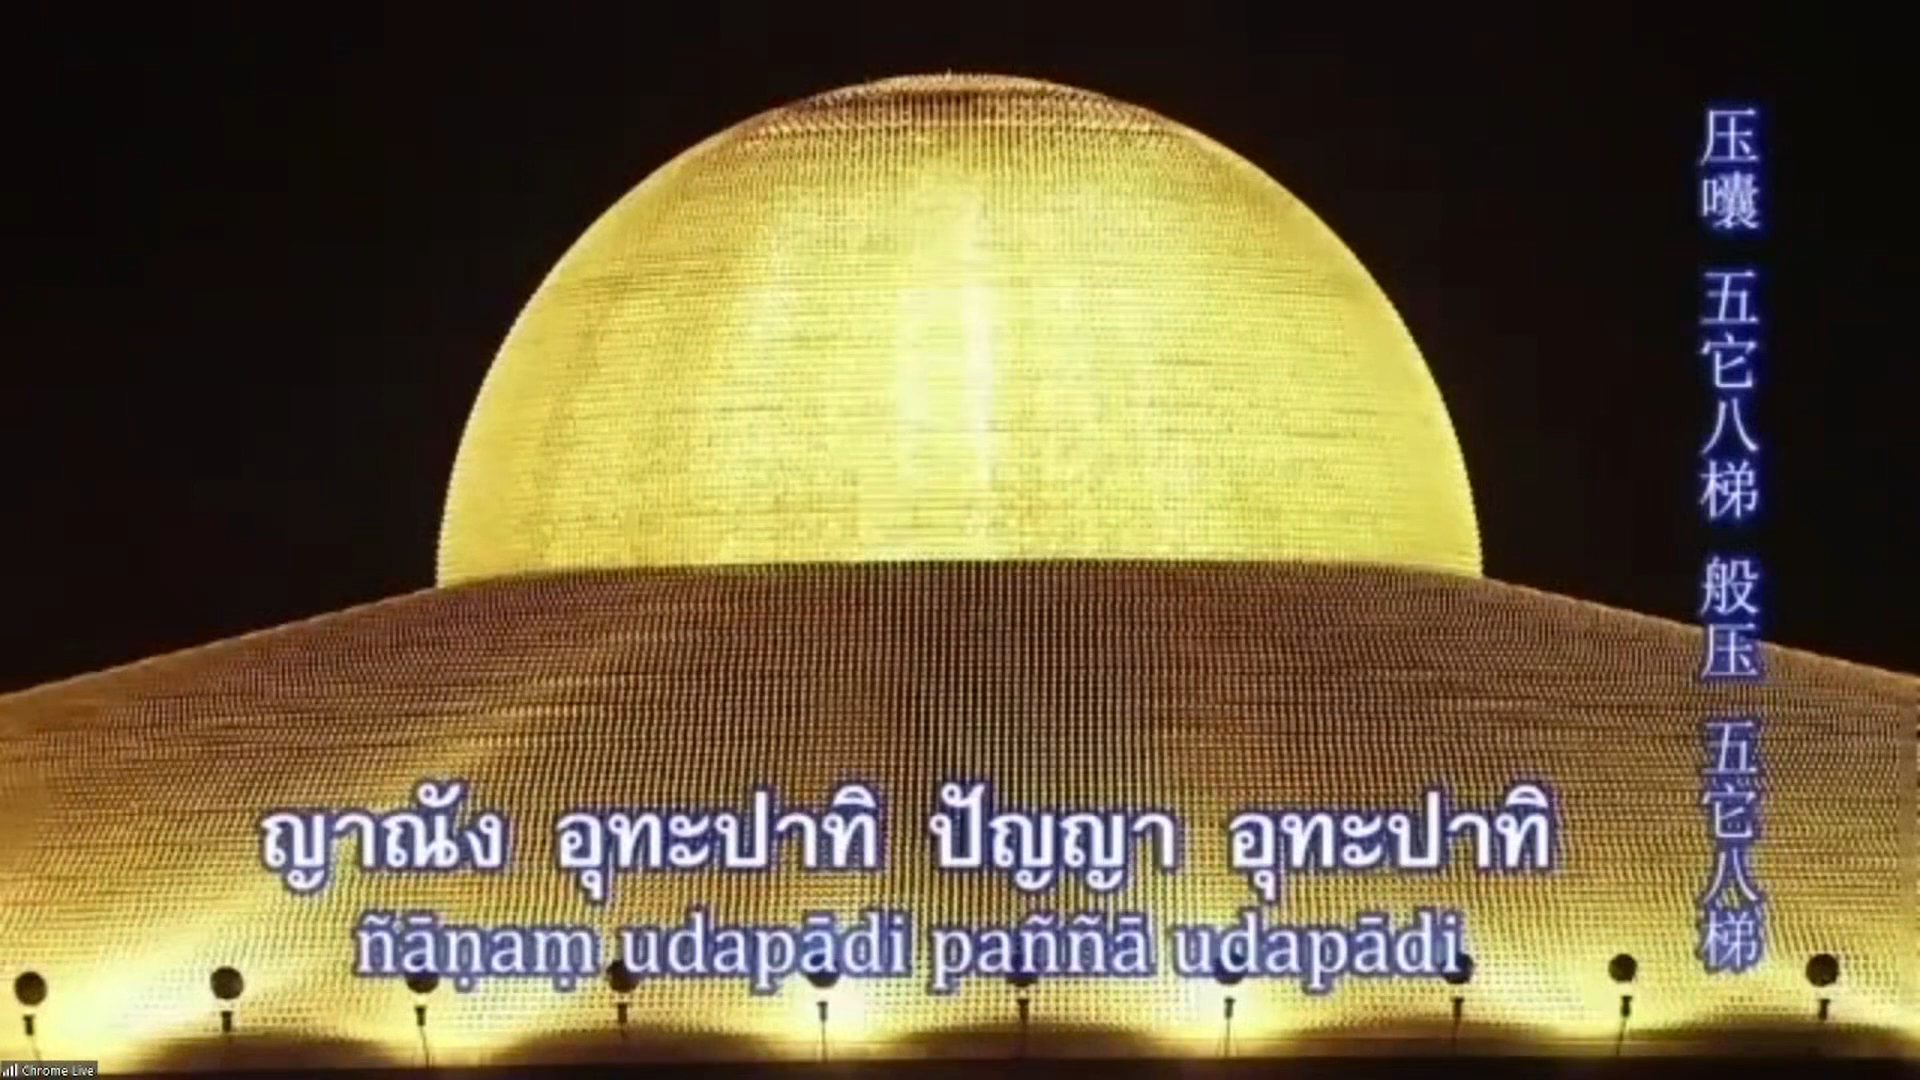 压囔 五它八梯 般压 五它八梯
ญาณัง อุทะปาทิ ปัญญา อุทะปาทิ
ñāṇaṃ udapādi paññā udapādi
Chrome Live